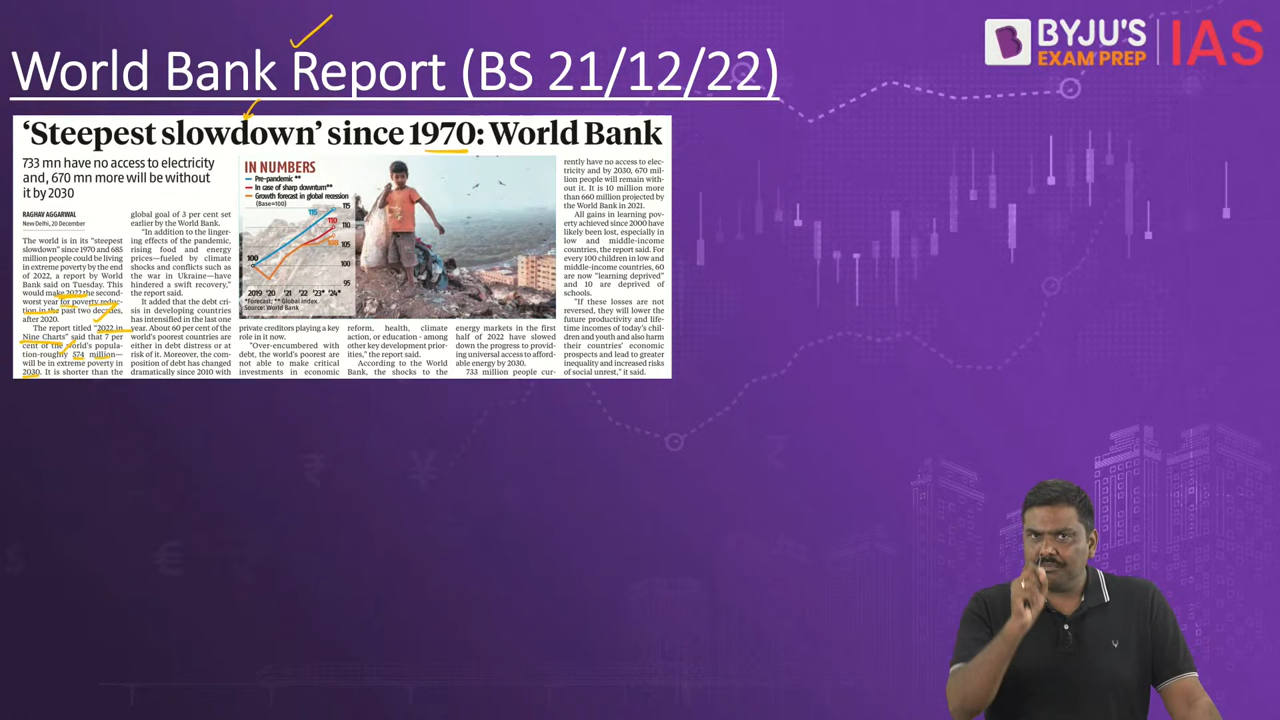 World Bank Report (BS 21/12/22)
BYJU'S
EXAM PREP
IAS
'Steepest slowdown' since 1970: World Bank
733 mn have no access to electricity
and, 670 mn more will be without
it by 2030
RAGHAV AGGARWAL
New Delhi, 20 December
The world is in its "steepest
slowdown" since 1970 and 685
million people could be living
in extreme poverty by the end
of 2022, a report by World
Bank said on Tuesday. This
would make 2022 the second-
worst year for poverty reduc-
tion in the past two decades,
after 2020.
The report titled "2022 in
Nine Charts" said that 7 per
cent of the world's popula-
tion-roughly 574 million—
will be in extreme poverty in
2030. It is shorter than the
global goal of 3 per cent set
earlier by the World Bank.
"In addition to the linger-
ing effects of the pandemic,
rising food and energy
prices—fueled by climate
shocks and conflicts such as
the war in Ukraine—have
hindered a swift recovery,"
the report said.
It added that the debt cri-
sis in developing countries
has intensified in the last one
year. About 60 per cent of the
world's poorest countries are
either in debt distress or at
risk of it. Moreover, the com-
position of debt has changed
dramatically since 2010 with
IN NUMBERS
Pre-pandemic **
In case of sharp downturn**
Growth forecast in global recession
(Base=100)
115
115
110
110
108
105
100
100
95
2019 '20 '21 '22 '23* '24*
*Forecast; ** Global index.
Source: World Bank
private creditors playing a key
role in it now.
"Over-encumbered with
debt, the world's poorest are
not able to make critical
investments in economic
reform, health, climate
action, or education - among
other key development prior-
ities," the report said.
According to the World
Bank, the shocks to the
energy markets in the first
half of 2022 have slowed
down the progress to provid-
ing universal access to afford-
able energy by 2030.
733 million people cur-
rently have no access to elec-
tricity and by 2030, 670 mil-
lion people will remain with-
out it. It is 10 million more
than 660 million projected by
the World Bank in 2021.
All gains in learning pov-
erty achieved since 2000 have
likely been lost, especially in
low and middle-income
countries, the report said. For
every 100 children in low and
middle-income countries, 60
are now "learning deprived"
and 10 are deprived of
schools.
"If these losses are not
reversed, they will lower the
future productivity and life-
time incomes of today's chil-
dren and youth and also harm
their countries' economic
prospects and lead to greater
inequality and increased risks
of social unrest," it said.